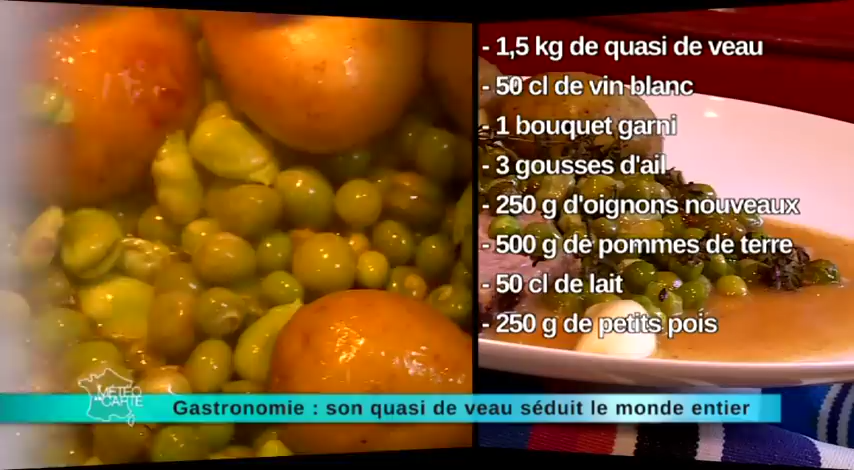 - 1,5 kg de quasi de veau
- 50 cl de vin blanc
- 1 bouquet garni
- 3 gousses d'ail
- 250 g d'oignons nouveaux
- 500 g de pommes de terre
- 50 cl de lait
- 250 g de petits pois
MÉTÉO
À LA CARTE
Gastronomie : son quasi de veau séduit le monde entier